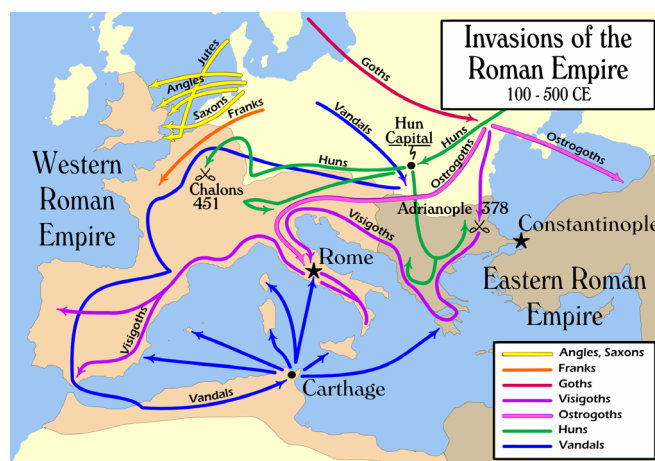 Invasions of the
Roman Empire
100 - 500 CE
Jutes
Angles
Saxons
Franks
Goths
Vandals
Hun
Capital
Huns
Ostrogoths
Huns
Ostrogoths
Western
Roman
Empire
Chalons
451
Visigoths
Adrianople 378
Constantinople
Rome
Eastern Roman
Empire
Visigoths
Carthage
Vandals
Angles, Saxons
Franks
Goths
Visigoths
Ostrogoths
Huns
Vandals